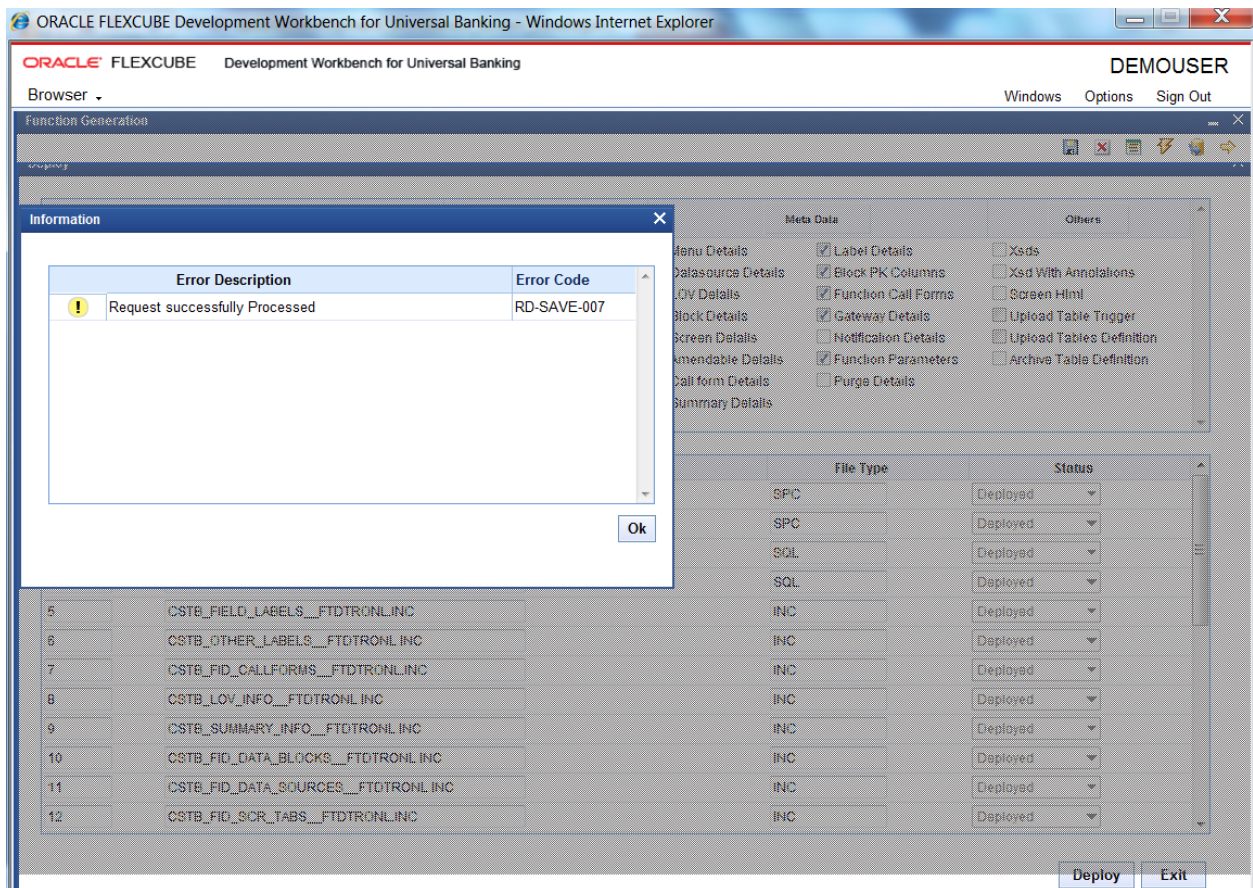 ORACLE FLEXCUBE Development Workbench for Universal Banking - Windows Internet Explorer
ORACLE FLEXCUBE Development Workbench for Universal Banking
DEMOUSER
Browser
Windows Options Sign Out
Function Generation
Deploy
Information
Meta Data Others
Error Description Error Code
Request successfully Processed RD-SAVE-007
Ok
Menu Details Label Details Xsds
Datasource Details Block PK Columns Xsd With Annotations
LOV Details Function Call Forms Screen Html
Block Details Gateway Details Upload Table Trigger
Screen Details Notification Details Upload Tables Definition
Amendable Details Function Parameters Archive Table Definition
Call form Details Purge Details
Summary Details
File Type Status
SPC Deployed
SPC Deployed
SQL Deployed
SQL Deployed
5 CSTB_FIELD_LABELS__FTDTRONL.INC INC Deployed
6 CSTB_OTHER_LABELS__FTDTRONL.INC INC Deployed
7 CSTB_FID_CALLFORMS__FTDTRONL.INC INC Deployed
8 CSTB_LOV_INFO__FTDTRONL.INC INC Deployed
9 CSTB_SUMMARY_INFO__FTDTRONL.INC INC Deployed
10 CSTB_FID_DATA_BLOCKS__FTDTRONL.INC INC Deployed
11 CSTB_FID_DATA_SOURCES__FTDTRONL.INC INC Deployed
12 CSTB_FID_SCR_TABS__FTDTRONL.INC INC Deployed
Deploy Exit